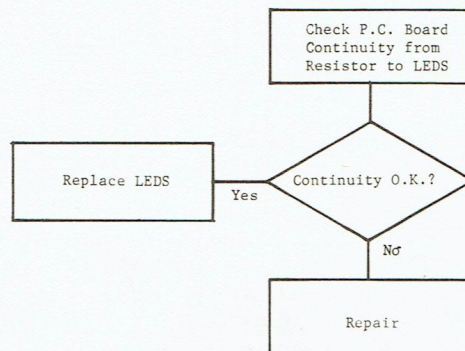 Check P.C. Board
Continuity from
Resistor to LEDS
Replace LEDS
Yes
Continuity O.K.?
No
Repair